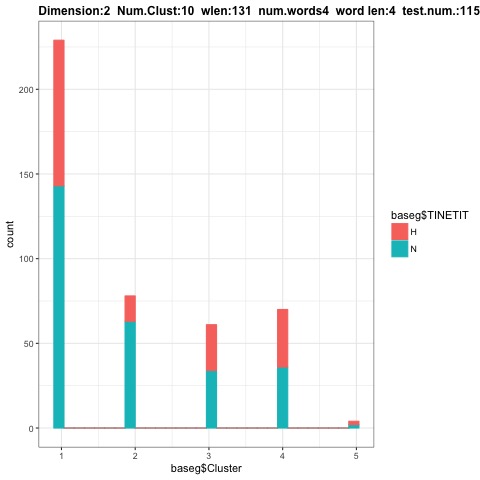 Dimension:2 Num.Clust:10 wlen:131 num.words4 word len:4 test.num.:115
200
150
100
50
0
count
1 2 3 4 5
baseg$Cluster
baseg$TINETIT
H
N